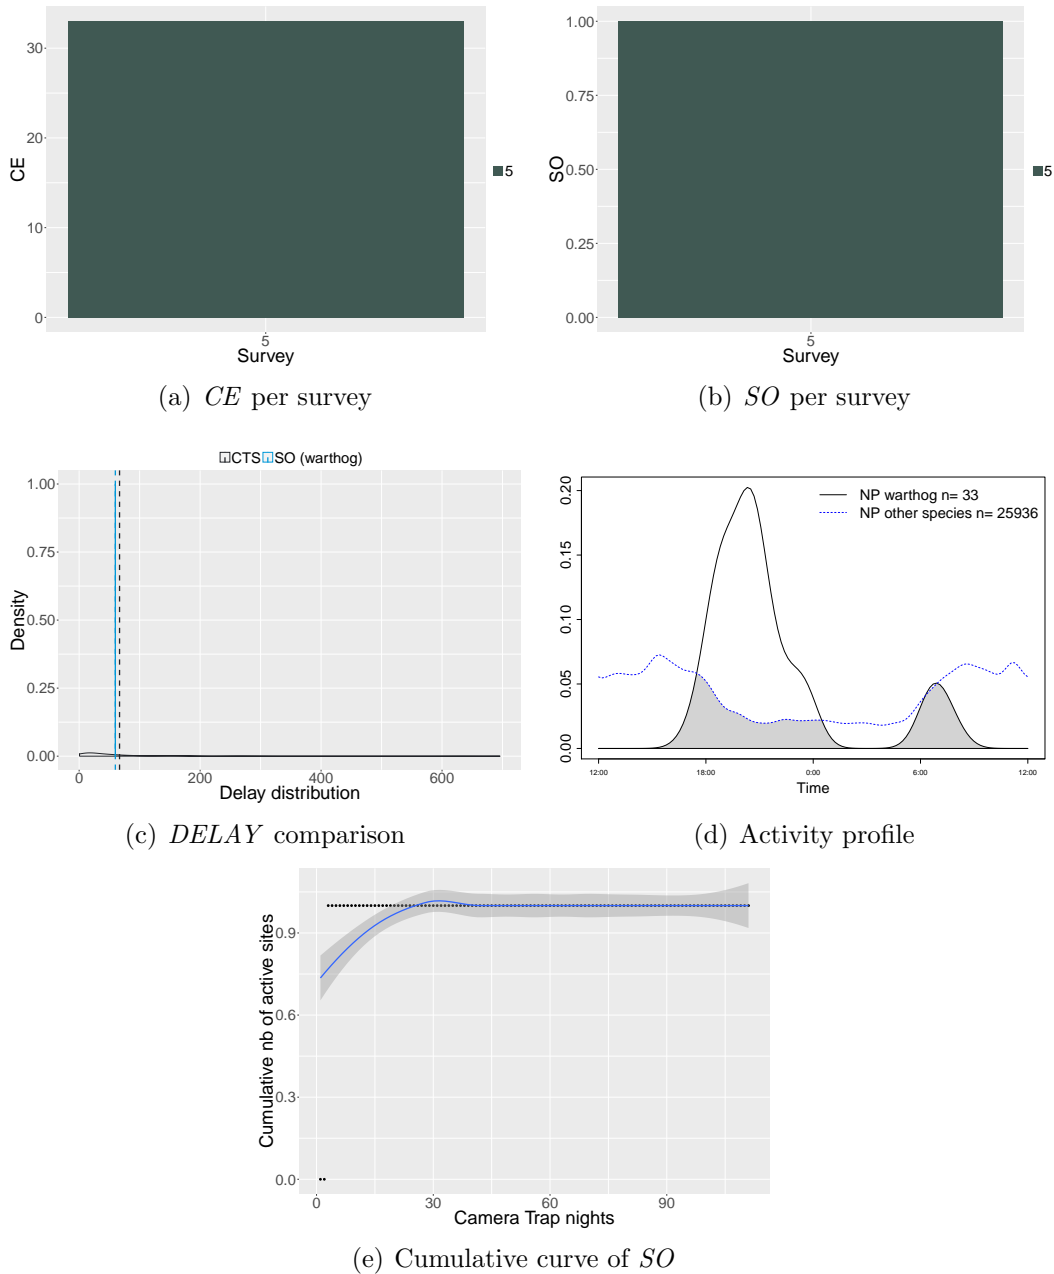 30
20
10
0
CE
5
Survey
5
(a) CE per survey
1.00
0.75
0.50
0.25
0.00
SO
5
Survey
5
(b) SO per survey
CTS SO (warthog)
1.00
0.75
0.50
0.25
0.00
Density
0 200 400 600
Delay distribution
(c) DELAY comparison
0.20
0.15
0.10
0.05
0.00
NP warthog n= 33
NP other species n= 25936
12:00 18:00 0:00 6:00 12:00
Time
(d) Activity profile
0.9
0.6
0.3
0.0
Cumulative nb of active sites
0 30 60 90
Camera Trap nights
(e) Cumulative curve of SO